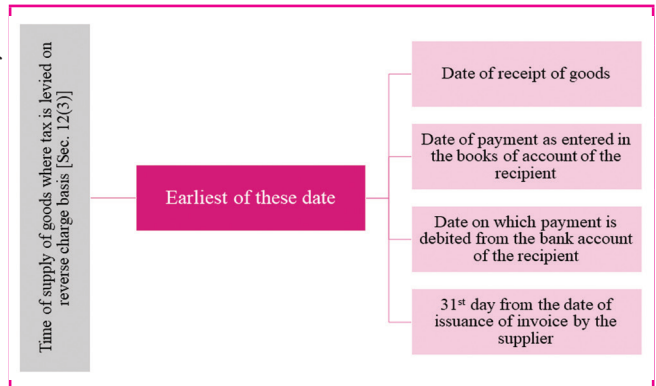 Time of supply of goods where tax is levied on
reverse charge basis [Sec. 12(3)]
Earliest of these date
Date of receipt of goods
Date of payment as entered in
the books of account of the
recipient
Date on which payment is
debited from the bank account
of the recipient
31st day from the date of
issuance of invoice by the
supplier